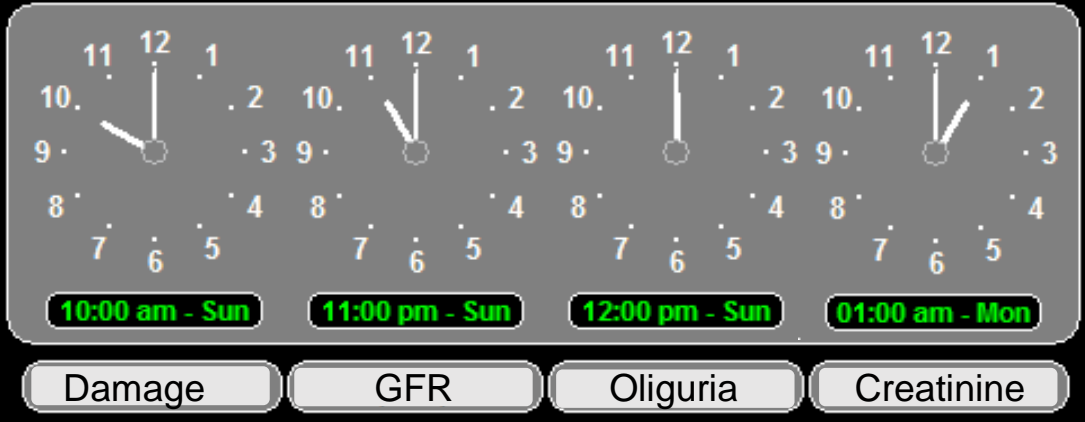 12 1 2 3 4 5 6 7 8 9 10 11
12 1 2 3 4 5 6 7 8 9 10 11
12 1 2 3 4 5 6 7 8 9 10 11
12 1 2 3 4 5 6 7 8 9 10 11
10:00 am - Sun
11:00 pm - Sun
12:00 pm - Sun
01:00 am - Mon
Damage
GFR
Oliguria
Creatinine